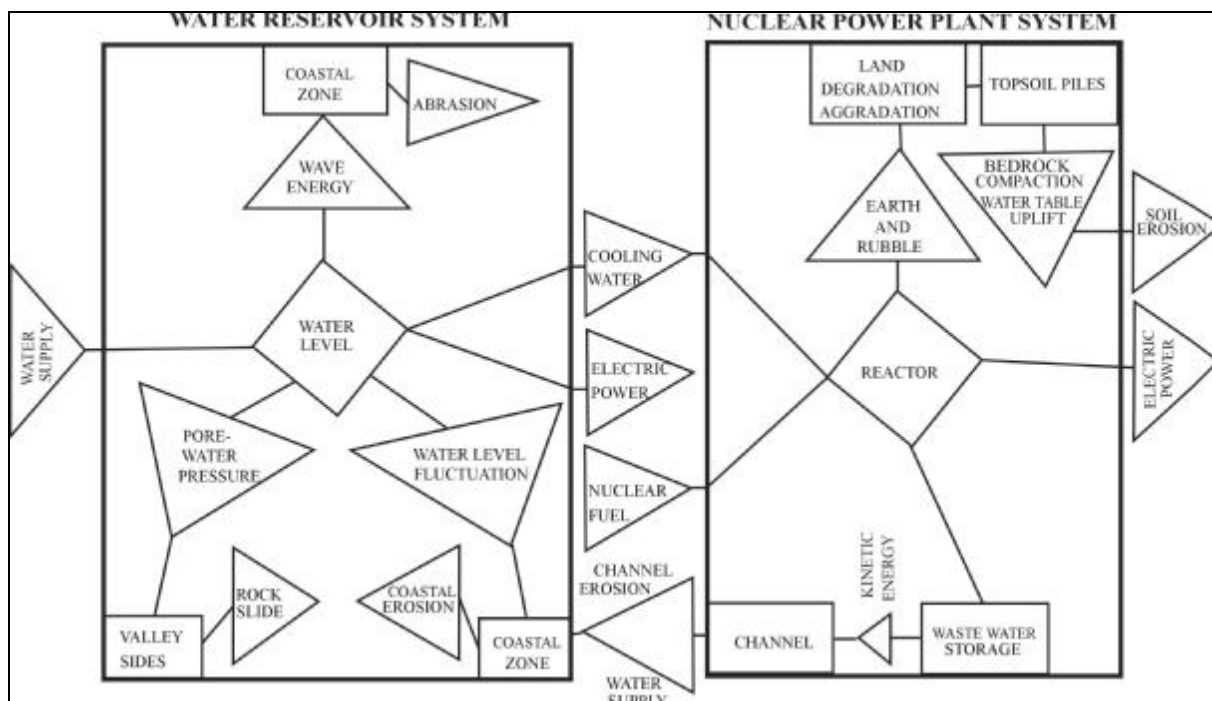 WATER RESERVOIR SYSTEM
NUCLEAR POWER PLANT SYSTEM
COASTAL
ZONE
ABRASION
WAVE
ENERGY
WATER
LEVEL
WATER
SUPPLY
PORE-
WATER
PRESSURE
WATER LEVEL
FLUCTUATION
VALLEY
SIDES
ROCK
SLIDE
COASTAL
EROSION
COASTAL
ZONE
COOLING
WATER
ELECTRIC
POWER
NUCLEAR
FUEL
CHANNEL
EROSION
WATER
SUPPLY
LAND
DEGRADATION
AGGRADATION
TOPSOIL PILES
BEDROCK
COMPACTION
WATER TABLE
UPLIFT
EARTH
AND
RUBBLE
SOIL
EROSION
REACTOR
ELECTRIC
POWER
KINETIC
ENERGY
CHANNEL
WASTE WATER
STORAGE